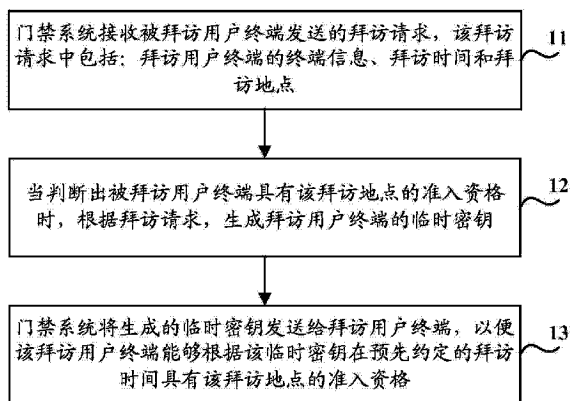 门禁系统接收被拜访用户终端发送的拜访请求，该拜访
请求中包括：拜访用户终端的终端信息、拜访时间和拜
访地点
11
当判断出被拜访用户终端具有该拜访地点的准入资格
时，根据拜访请求，生成拜访用户终端的临时密钥
12
门禁系统将生成的临时密钥发送给拜访用户终端，以便
该拜访用户终端能够根据该临时密钥在预先约定的拜访
时间具有该拜访地点的准入资格
13